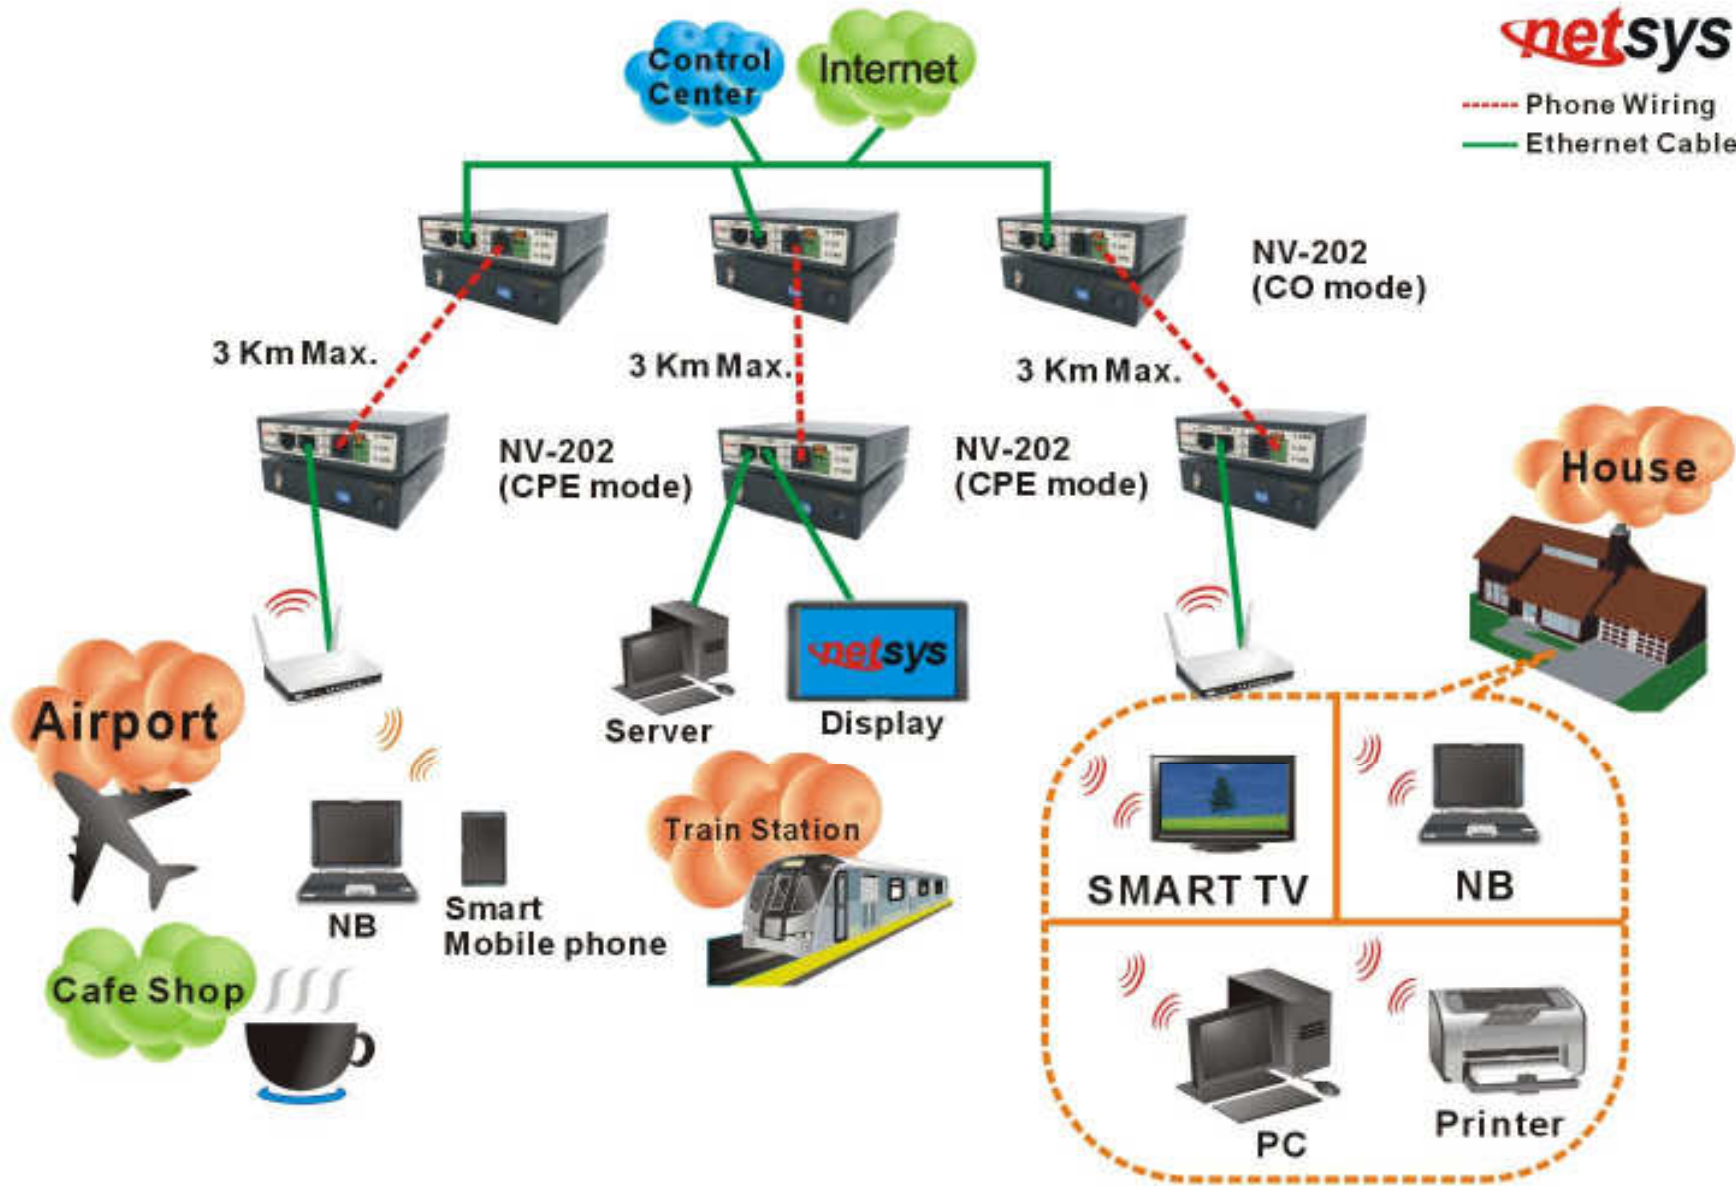 netsys
Control
Center
Internet
Phone Wiring
Ethernet Cable
NV-202
(CO mode)
3 Km Max.
3 Km Max.
3 Km Max.
NV-202
(CPE mode)
NV-202
(CPE mode)
House
netsys
Airport
Server
Display
Train Station
SMART TV
NB
NB
Smart
Mobile phone
Cafe Shop
PC
Printer